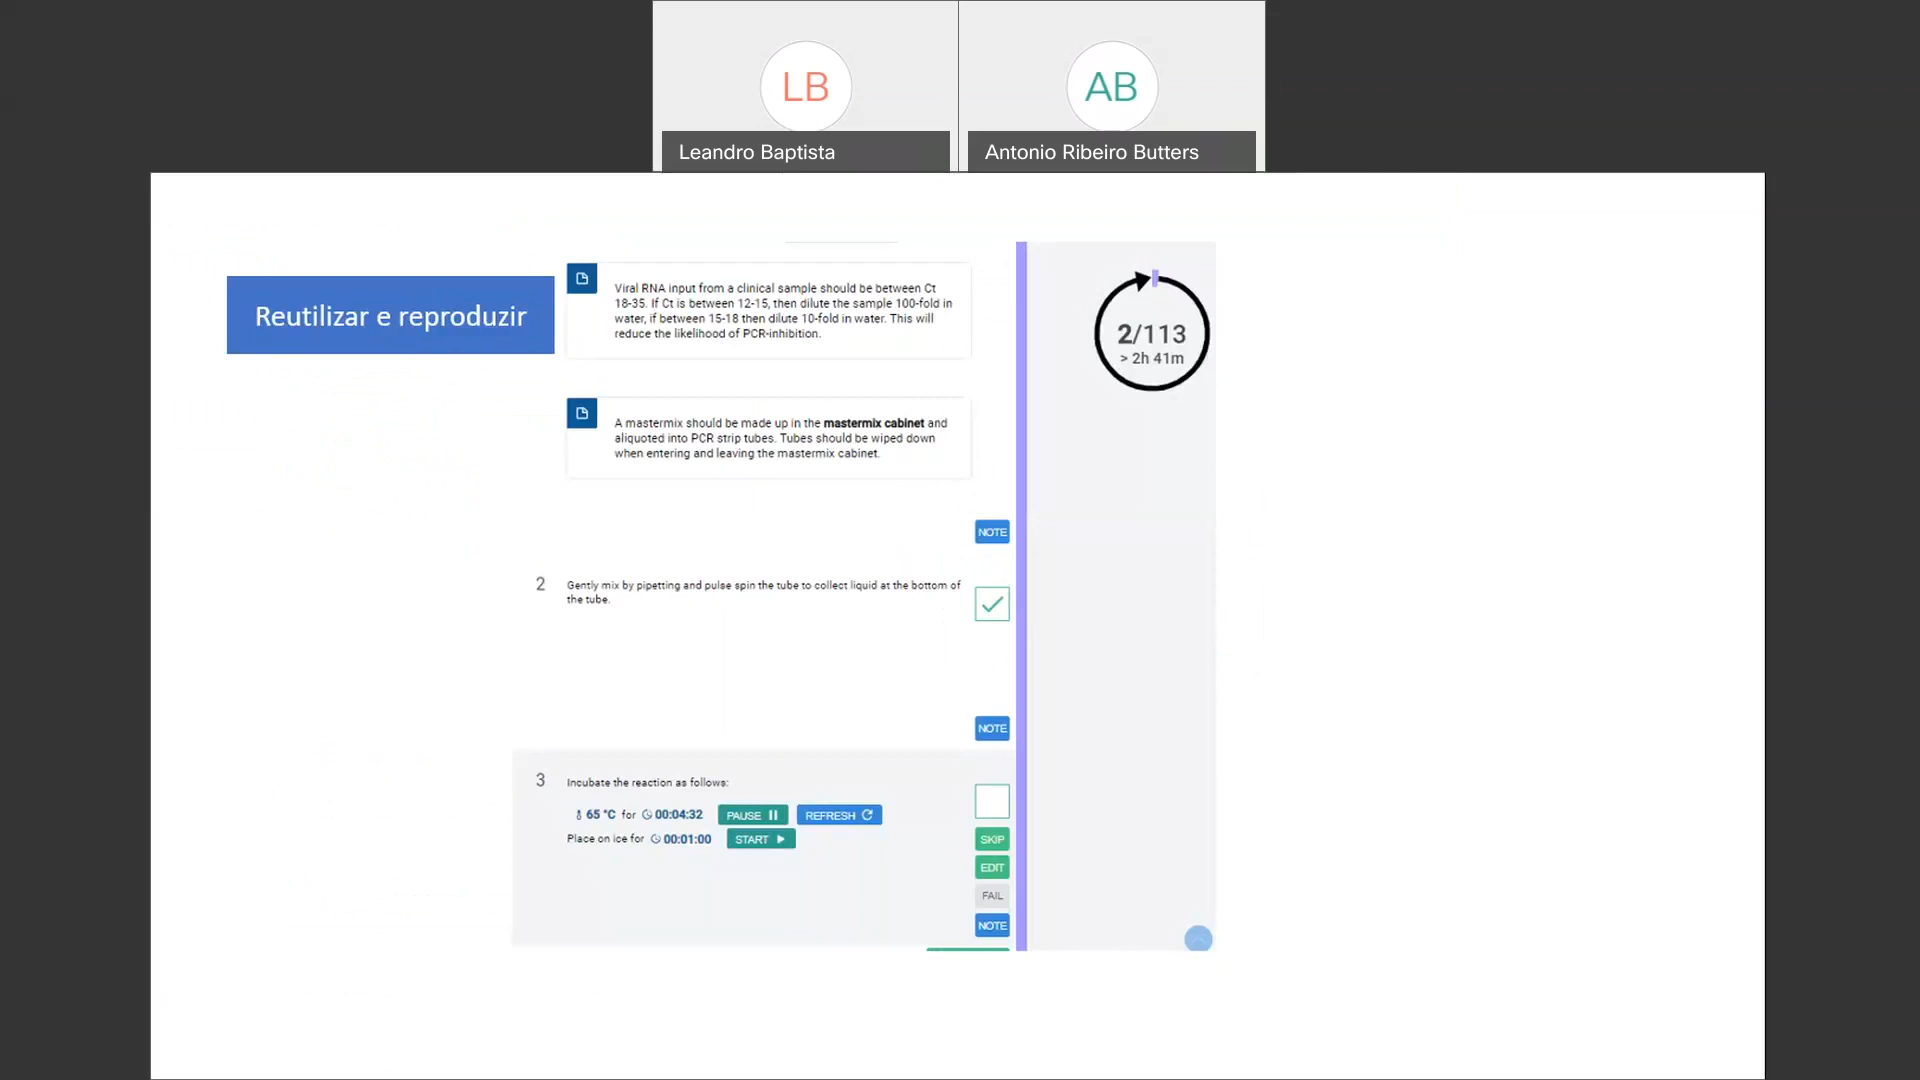 LB
AB
Leandro Baptista
Antonio Ribeiro Butters
Reutilizar e reproduzir
Viral RNA input from a clinical sample should be between Ct
18-35. If Ct is between 12-15, then dilute the sample 100-fold in
water, if between 15-18 then dilute 10-fold in water. This will
reduce the likelihood of PCR-inhibition.
2/113
> 2h 41m
A mastermix should be made up in the mastermix cabinet and
aliquoted into PCR strip tubes. Tubes should be wiped down
when entering and leaving the mastermix cabinet.
NOTE
2
Gently mix by pipetting and pulse spin the tube to collect liquid at the bottom of
the tube.
NOTE
3
Incubate the reaction as follows:
65 °C for 00:04:32 PAUSE REFRESH
Place on ice for 00:01:00 START
SKIP
EDIT
FAIL
NOTE